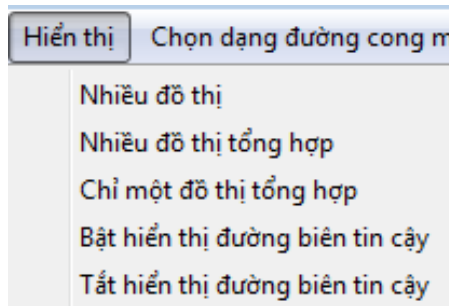 Hiển thị Chọn dạng đường cong
Nhiều đồ thị
Nhiều đồ thị tổng hợp
Chỉ một đồ thị tổng hợp
Bật hiển thị đường biên tin cậy
Tắt hiển thị đường biên tin cậy